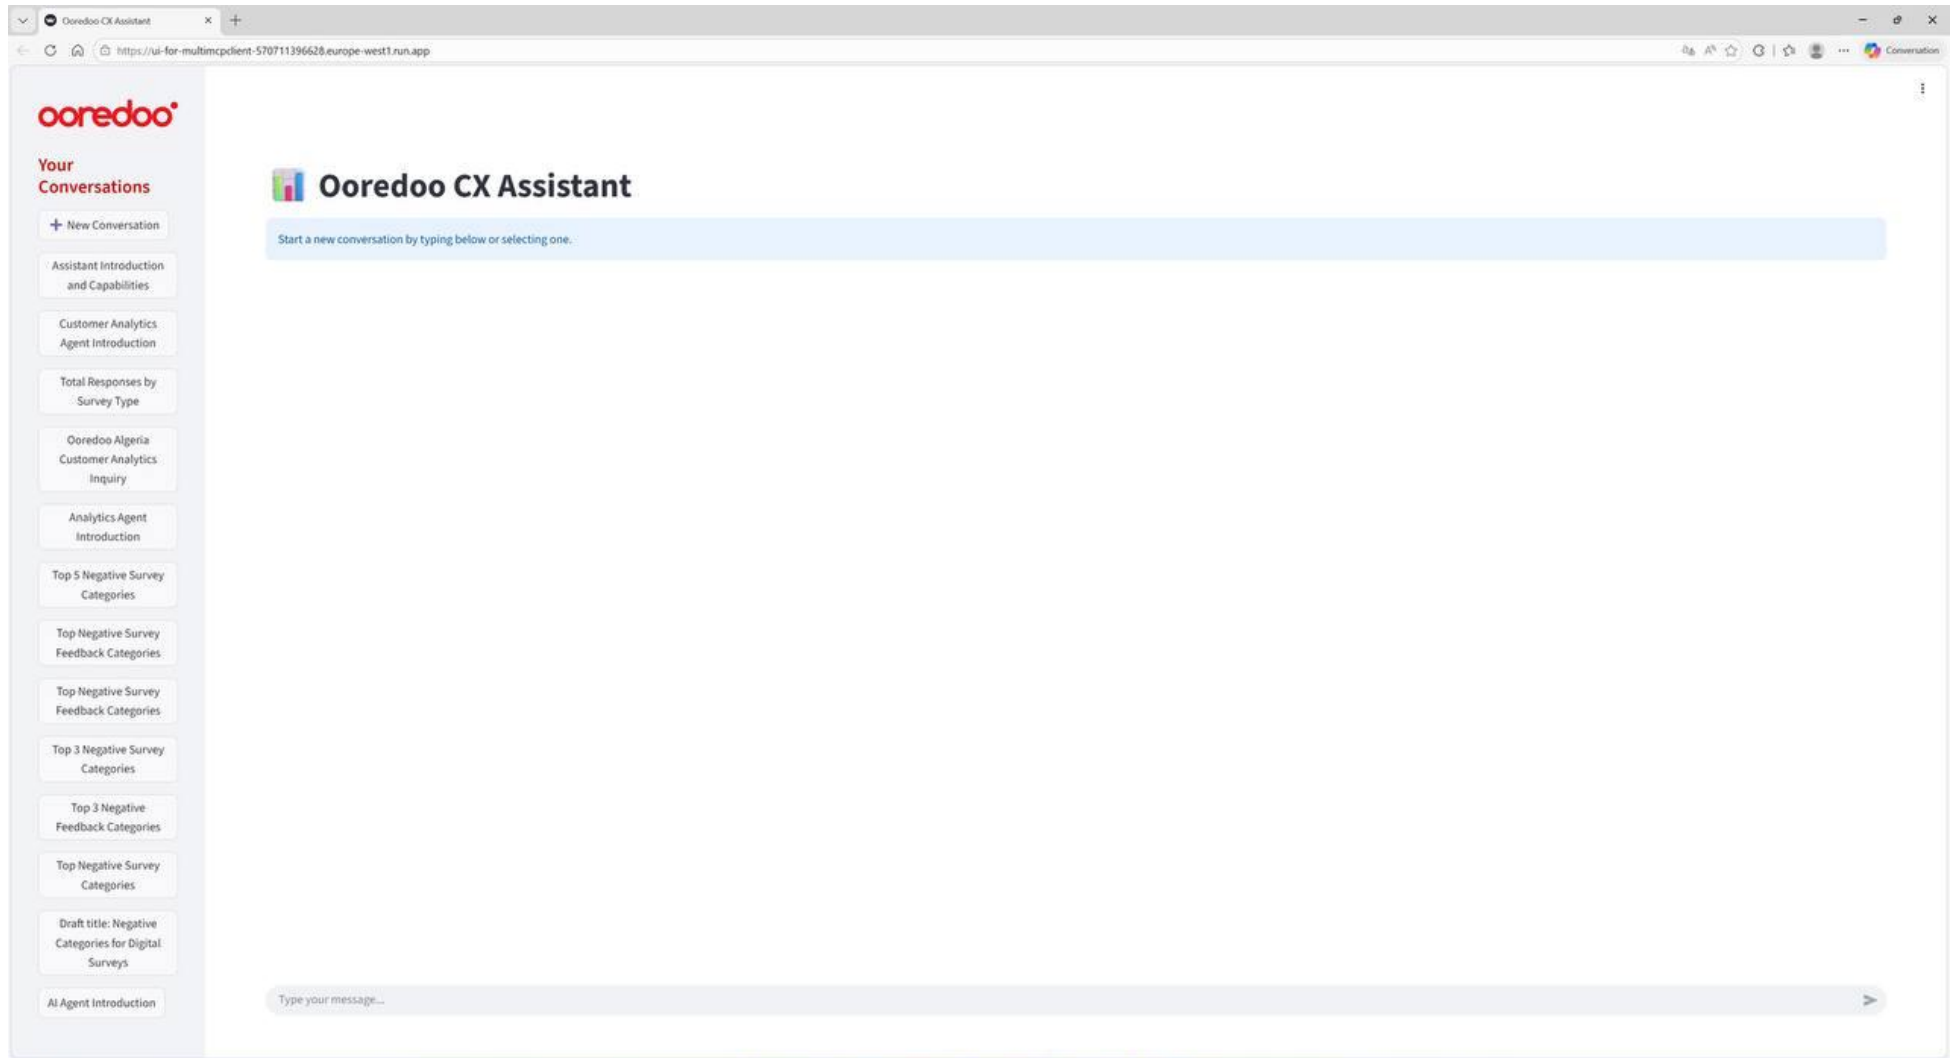 Ooredoo CX Assistant
https://ui-for-multimcpclient-570711396628.europe-west1.run.app
Conversation
ooredoo
Your
Conversations
New Conversation
Assistant Introduction
and Capabilities
Customer Analytics
Agent Introduction
Total Responses by
Survey Type
Ooredoo Algeria
Customer Analytics
Inquiry
Analytics Agent
Introduction
Top 5 Negative Survey
Categories
Top Negative Survey
Feedback Categories
Top Negative Survey
Feedback Categories
Top 3 Negative Survey
Categories
Top 3 Negative
Feedback Categories
Top Negative Survey
Categories
Draft title: Negative
Categories for Digital
Surveys
AI Agent Introduction
Ooredoo CX Assistant
Start a new conversation by typing below or selecting one.
Type your message...